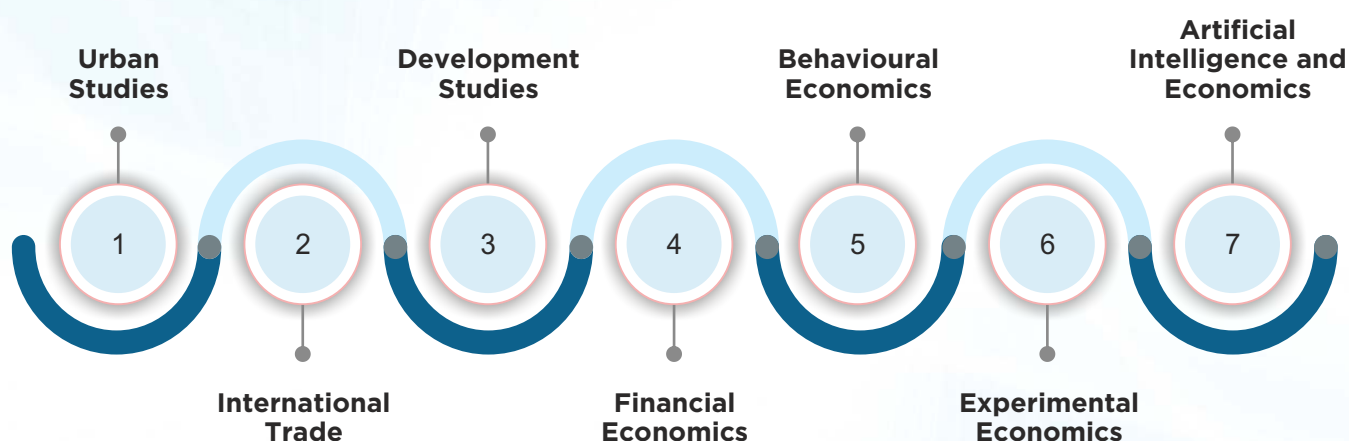 Urban
Studies
1
International
Trade
2
Development
Studies
3
Financial
Economics
4
Behavioural
Economics
5
Experimental
Economics
6
Artificial
Intelligence and
Economics
7